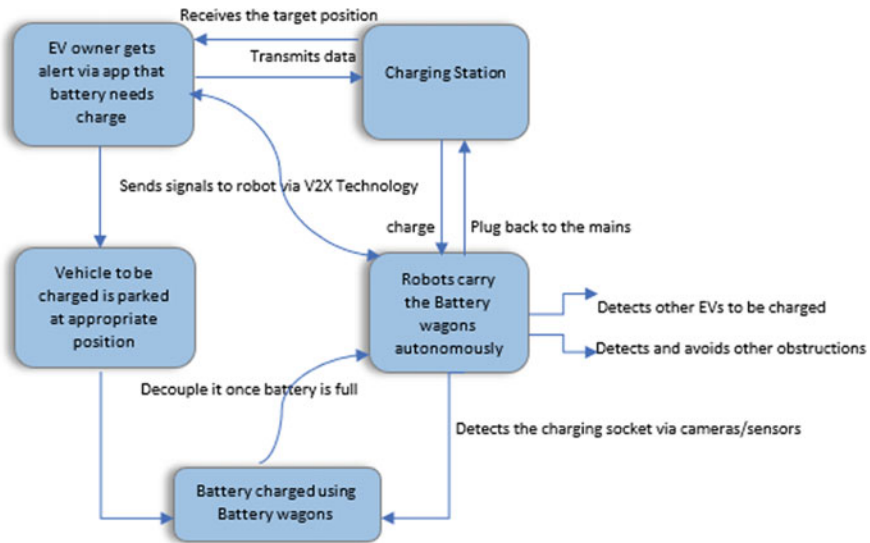 Receives the target position
EV owner gets
alert via app that
battery needs
charge
Transmits data
Charging Station
Sends signals to robot via V2X Technology
charge
Plug back to the mains
Vehicle to be
charged is parked
at appropriate
position
Robots carry
the Battery
wagons
autonomously
Detects other EVs to be charged
Detects and avoids other obstructions
Decouple it once battery is full
Detects the charging socket via cameras/sensors
Battery charged using
Battery wagons